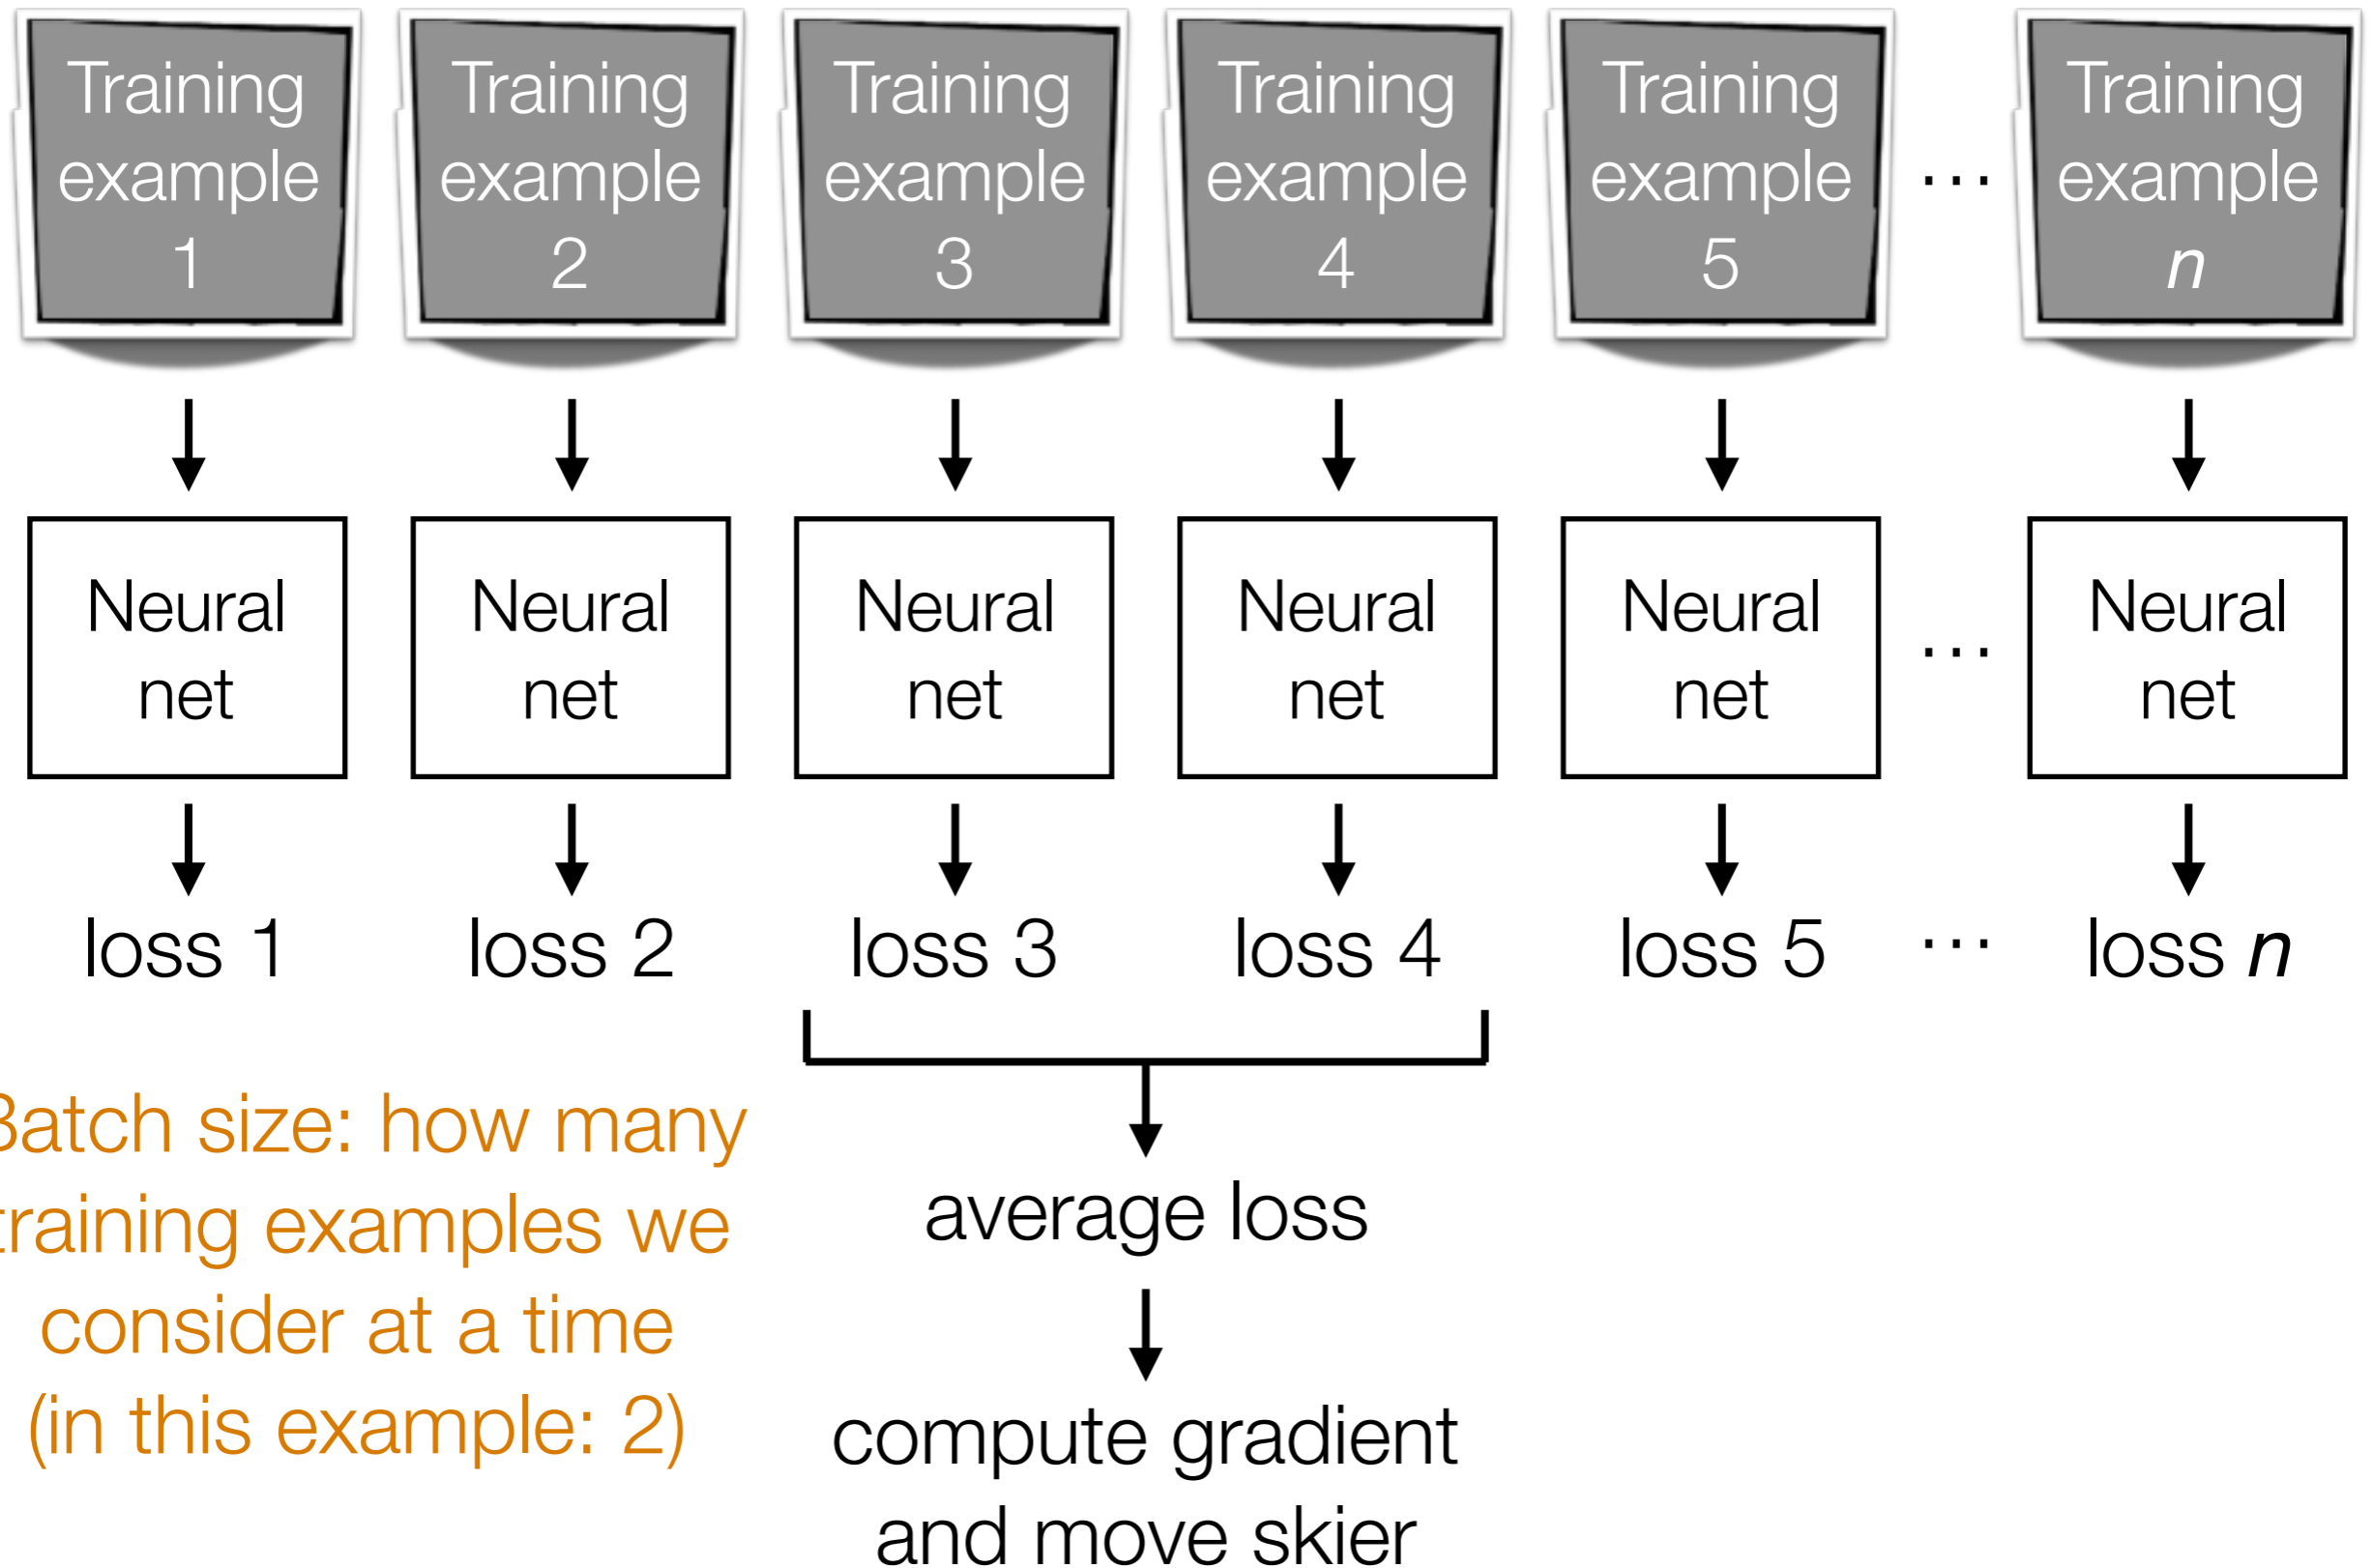 Training
example
1
Training
example
2
Training
example
3
Training
example
4
Training
example
5
...
Training
example
n
Neural
net
Neural
net
Neural
net
Neural
net
Neural
net
...
Neural
net
loss 1
loss 2
loss 3
loss 4
loss 5
...
loss n
Batch size: how many
training examples we
consider at a time
(in this example: 2)
average loss
compute gradient
and move skier